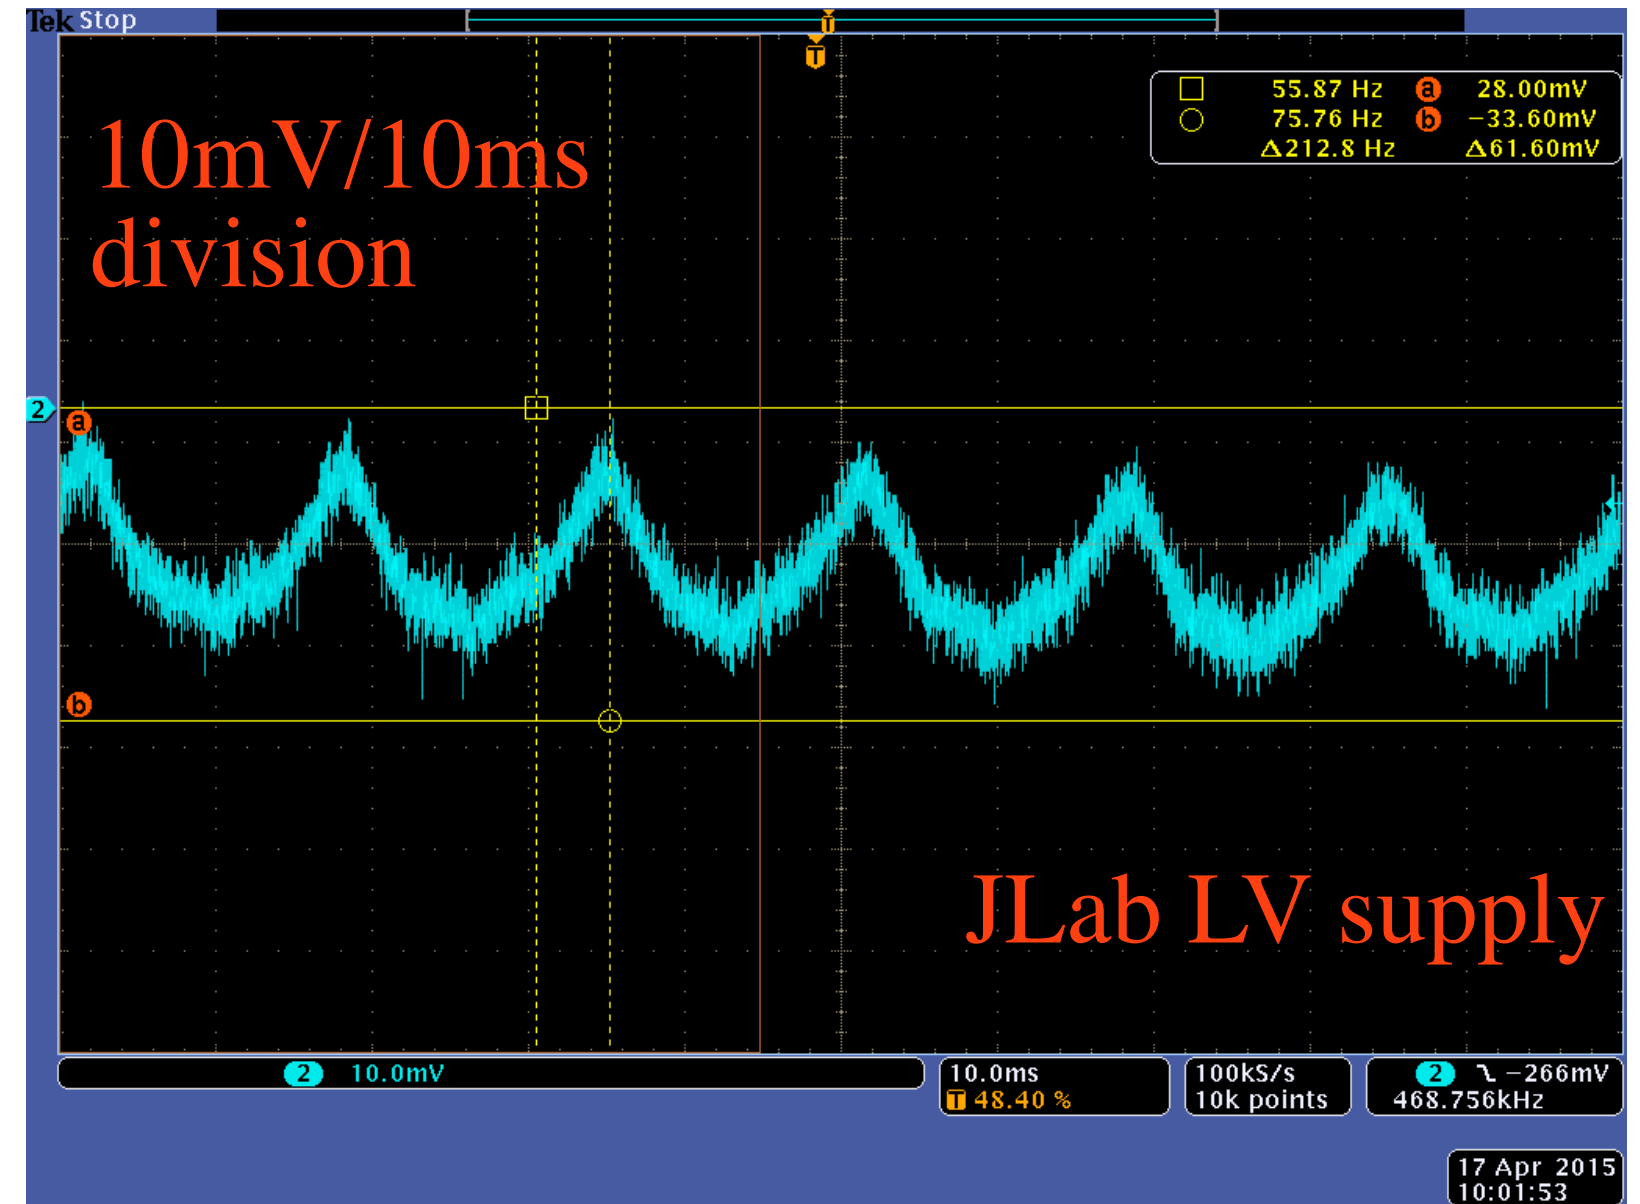 Tek Stop
T
T
55.87 Hz a 28.00mV
75.76 Hz b −33.60mV
Δ212.8 Hz Δ61.60mV
10mV/10ms
division
2
a
b
JLab LV supply
2 10.0mV
10.0ms
T 48.40 %
100kS/s
10k points
2 −266mV
468.756kHz
17 Apr 2015
10:01:53